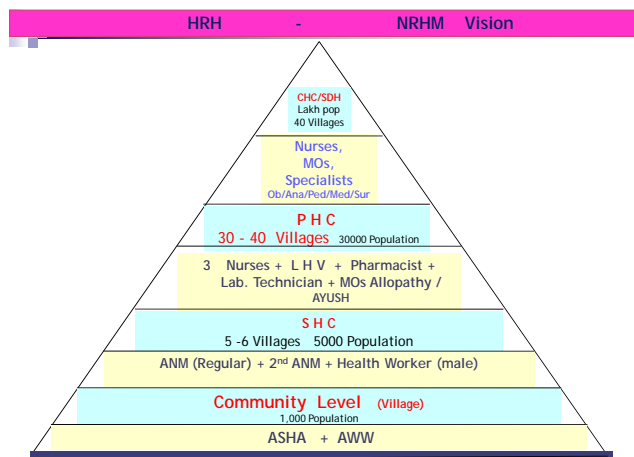 HRH - NRHM Vision
CHC/SDH
Lakh pop
40 Villages
Nurses,
MOs,
Specialists
Ob/Ana/Ped/Med/Sur
P H C
30 - 40 Villages 30000 Population
3 Nurses + L H V + Pharmacist +
Lab. Technician + MOs Allopathy /
AYUSH
S H C
5 -6 Villages 5000 Population
ANM (Regular) + 2nd ANM + Health Worker (male)
Community Level (Village)
1,000 Population
ASHA + AWW